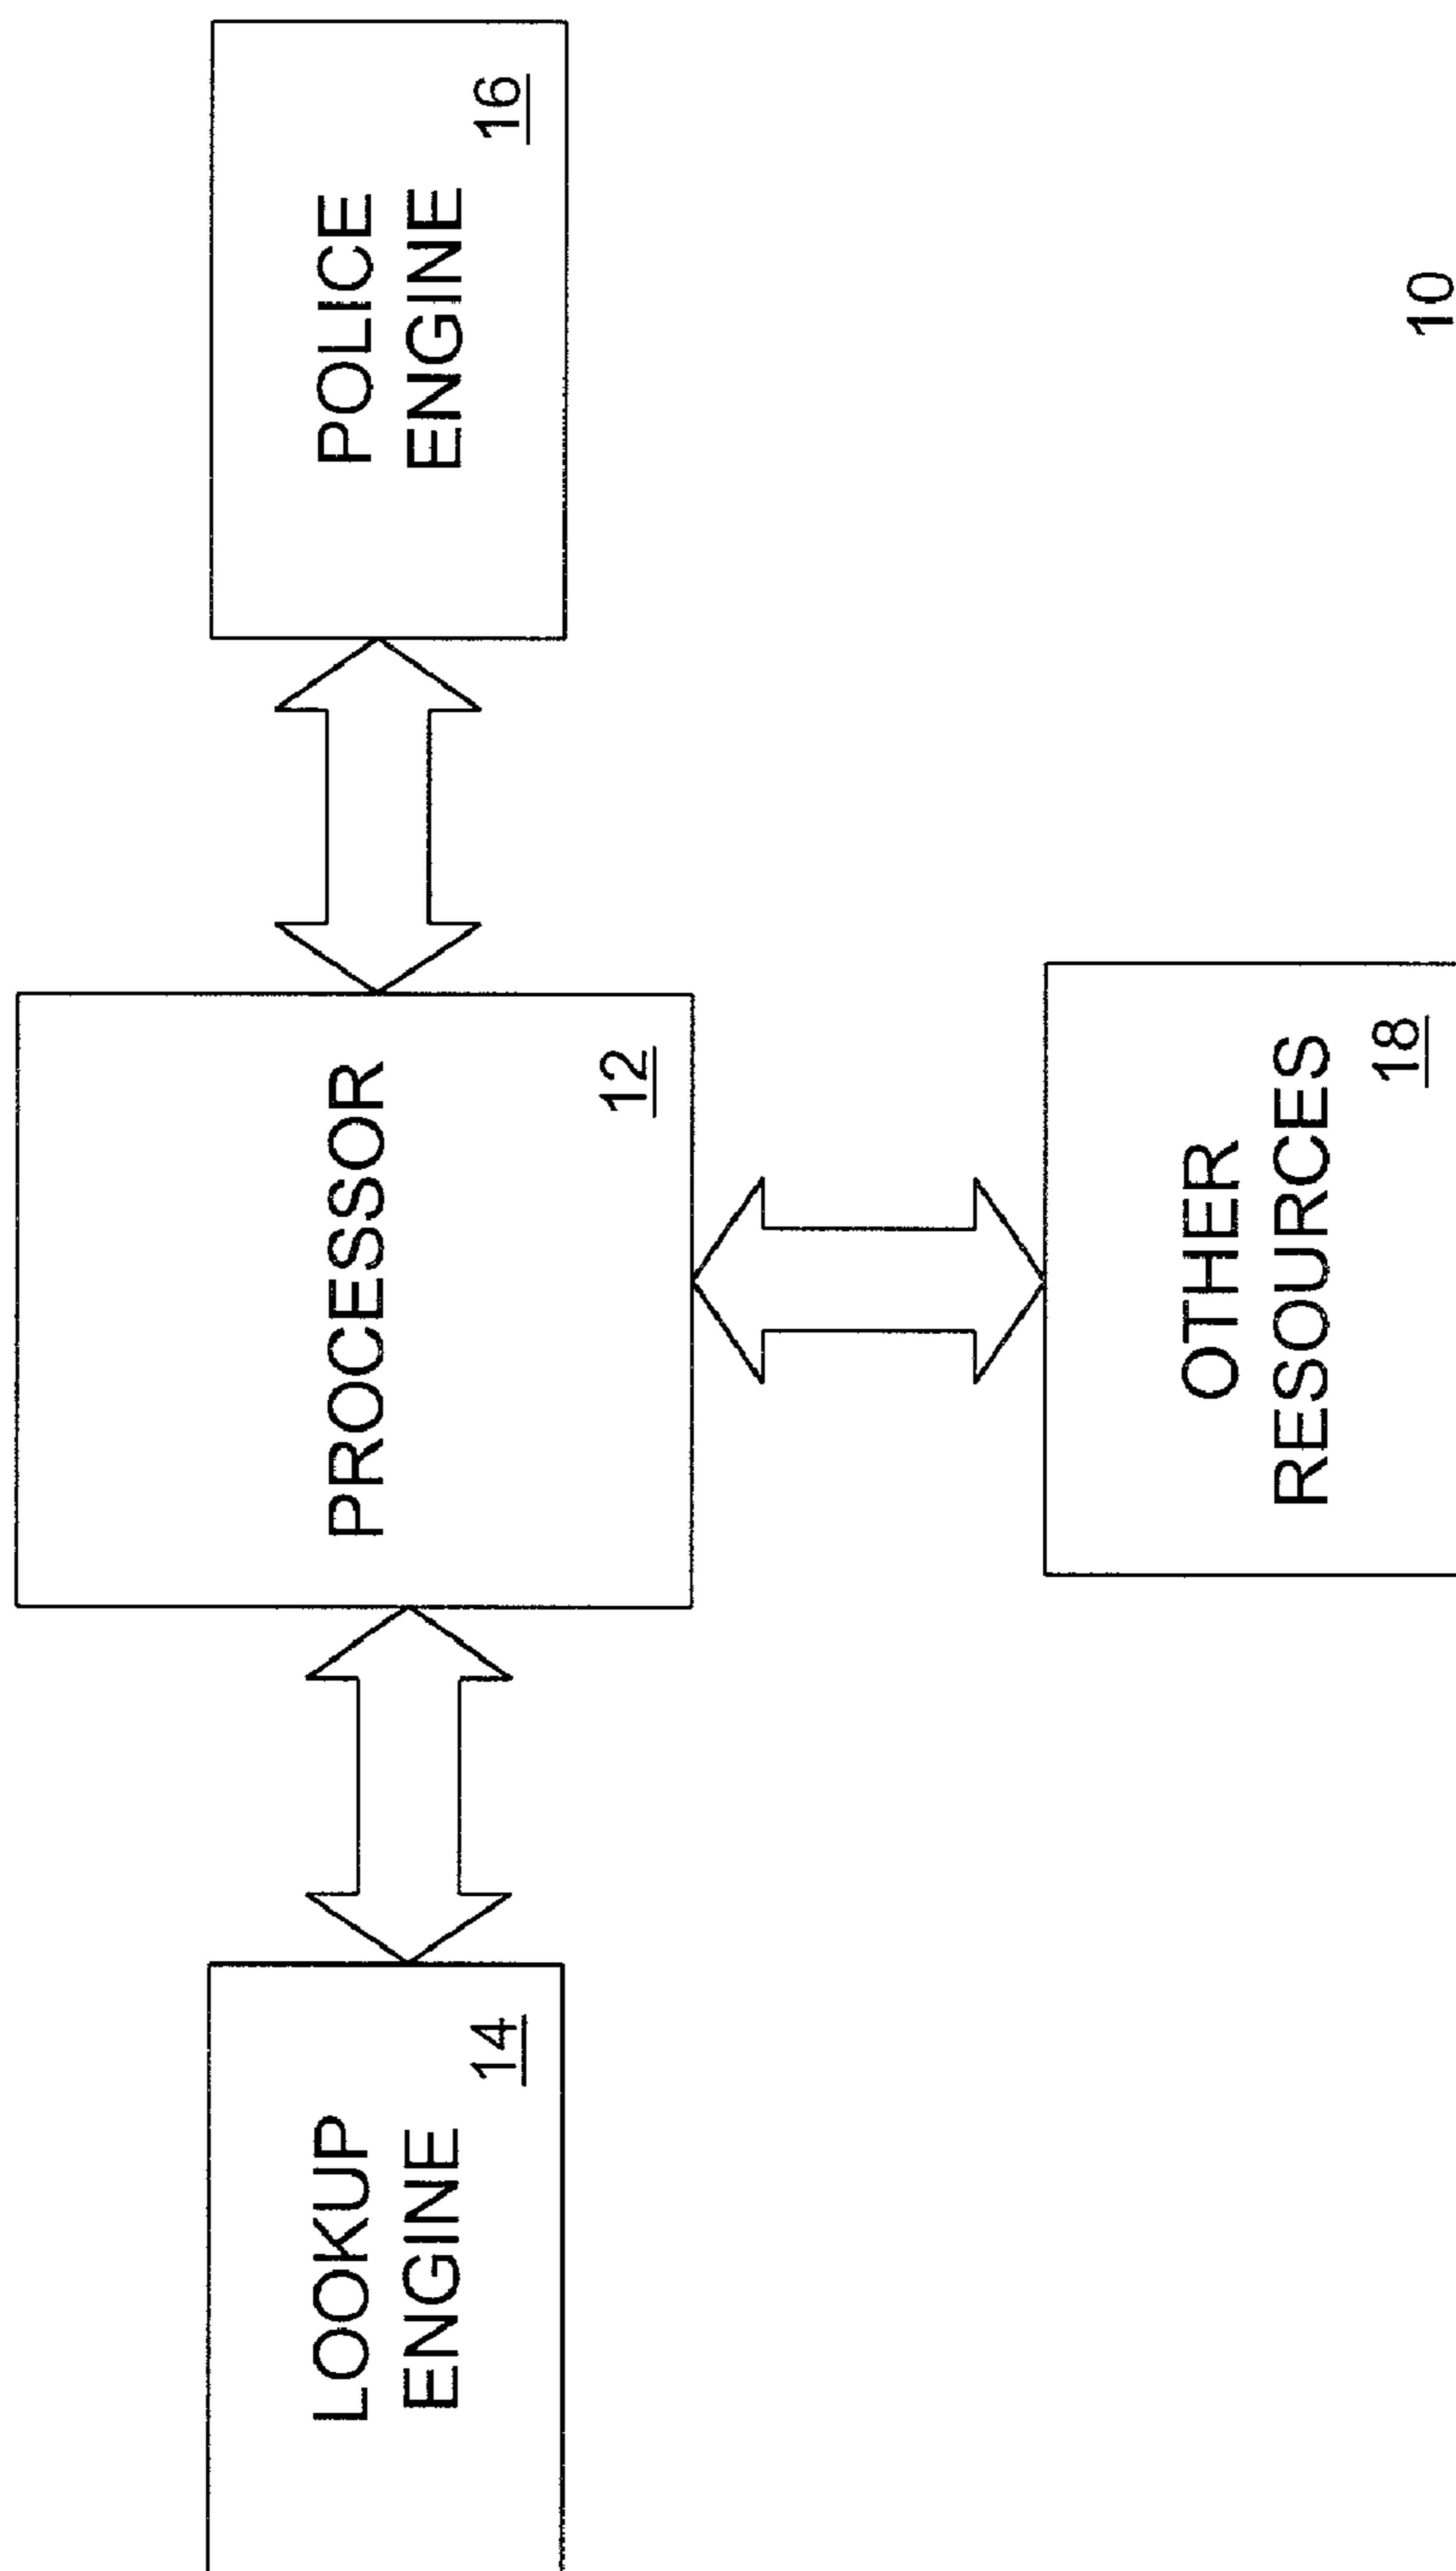 LOOKUP
ENGINE
14
PROCESSOR
12
POLICE
ENGINE
16
OTHER
RESOURCES
18
10